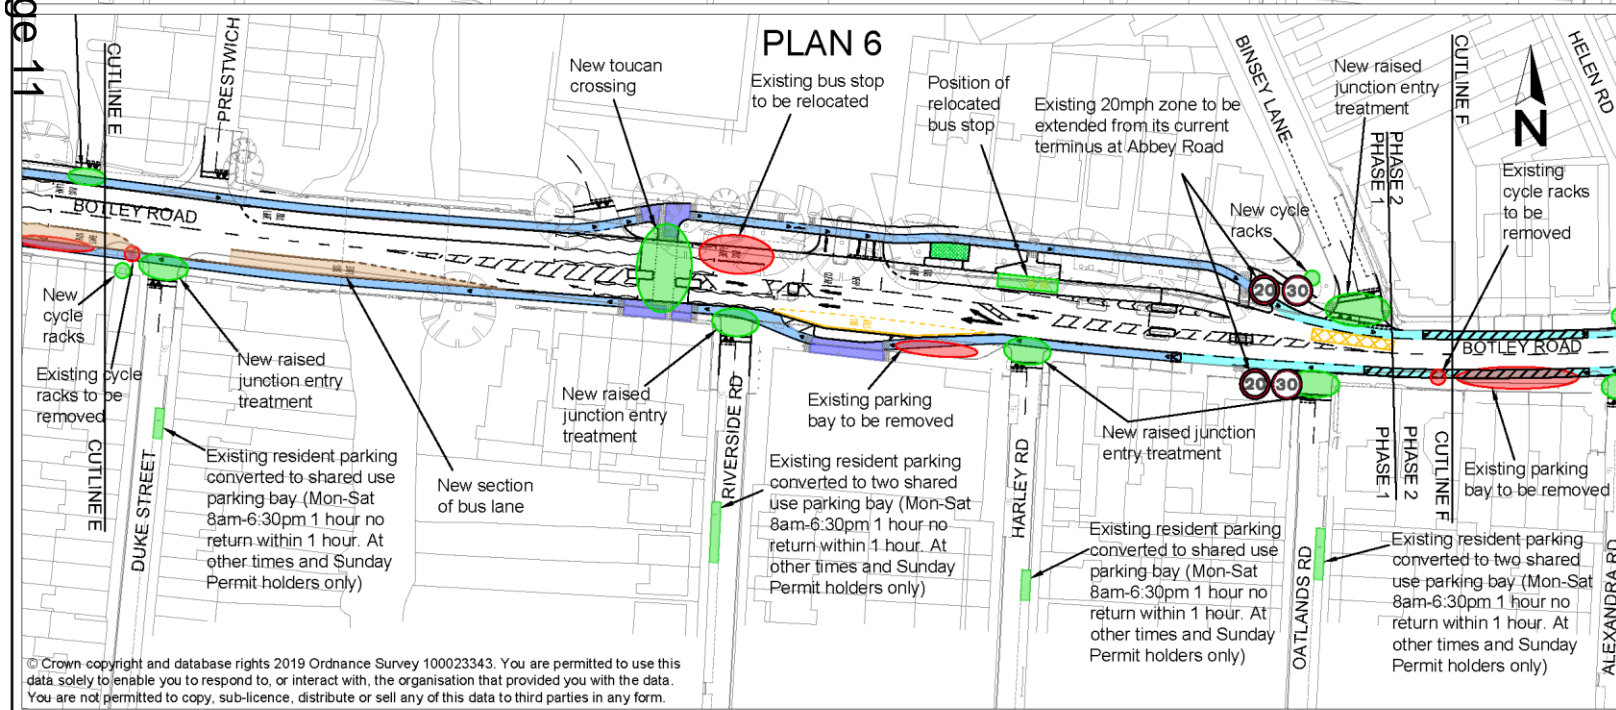 ge 11
PLAN 6
CUTLINE E
PRESTWICH
New toucan
crossing
Existing bus stop
to be relocated
Position of
relocated
bus stop
Existing 20mph zone to be
extended from its current
terminus at Abbey Road
BINSEY LANE
New raised
junction entry
treatment
CUTLINE F
HELEN RD
N
PHASE 2
PHASE 1
Existing
cycle racks
to be
removed
New cycle
racks
BOTLEY ROAD
20
30
BOTLEY ROAD
20
30
New
cycle
racks
Existing cycle
racks to be
removed
New raised
junction entry
treatment
New raised
junction entry
treatment
Existing parking
bay to be removed
New raised junction
entry treatment
PHASE 1
PHASE 2
CUTLINE F
Existing parking
bay to be removed
CUTLINE E
DUKE STREET
Existing resident parking
converted to shared use
parking bay (Mon-Sat
8am-6:30pm 1 hour no
return within 1 hour. At
other times and Sunday
Permit holders only)
New section
of bus lane
RIVERSIDE RD
Existing resident parking
converted to two shared
use parking bay (Mon-Sat
8am-6:30pm 1 hour no
return within 1 hour. At
other times and Sunday
Permit holders only)
HARLEY RD
Existing resident parking
converted to shared use
parking bay (Mon-Sat
8am-6:30pm 1 hour no
return within 1 hour. At
other times and Sunday
Permit holders only)
OATLANDS RD
Existing resident parking
converted to two shared
use parking bay (Mon-Sat
8am-6:30pm 1 hour no
return within 1 hour. At
other times and Sunday
Permit holders only)
ALEXANDRA RD
© Crown copyright and database rights 2019 Ordnance Survey 100023343. You are permitted to use this
data solely to enable you to respond to, or interact with, the organisation that provided you with the data.
You are not permitted to copy, sub-licence, distribute or sell any of this data to third parties in any form.